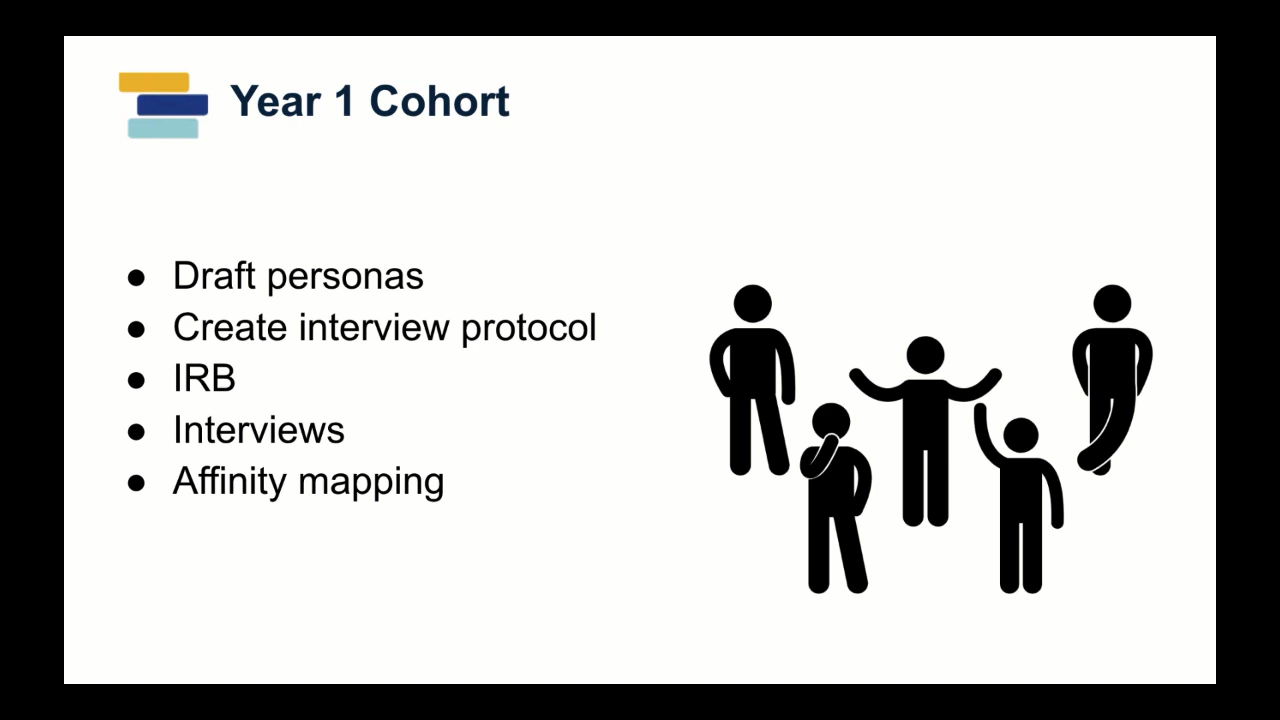 Year 1 Cohort
● Draft personas
● Create interview protocol
● IRB
● Interviews
● Affinity mapping